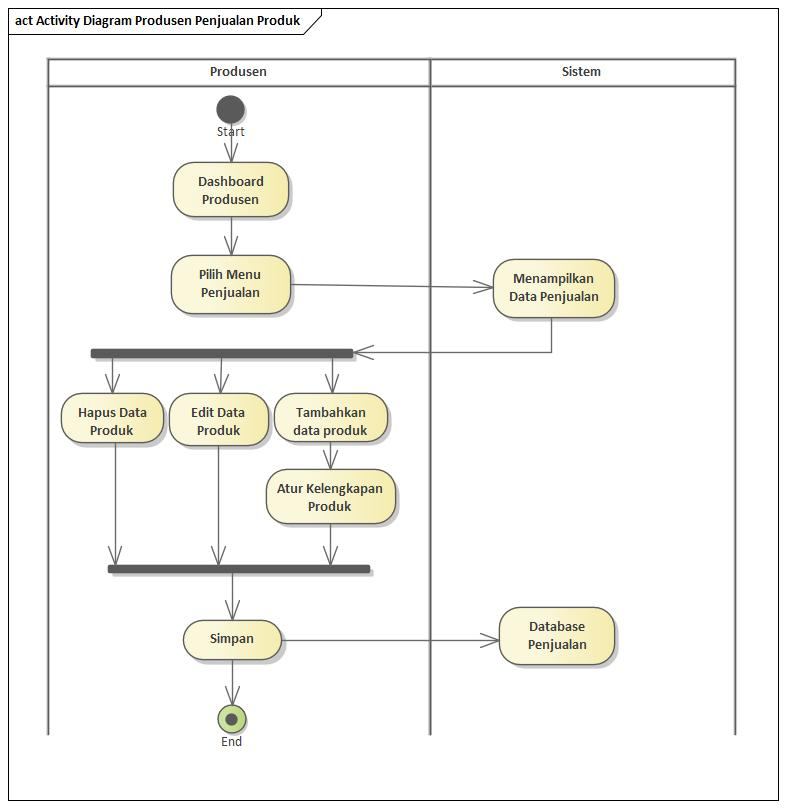 act Activity Diagram Produsen Penjualan Produk
Produsen
Sistem
Start
Dashboard
Produsen
Pilih Menu
Penjualan
Menampilkan
Data Penjualan
Hapus Data
Produk
Edit Data
Produk
Tambahkan
data produk
Atur Kelengkapan
Produk
Simpan
Database
Penjualan
End